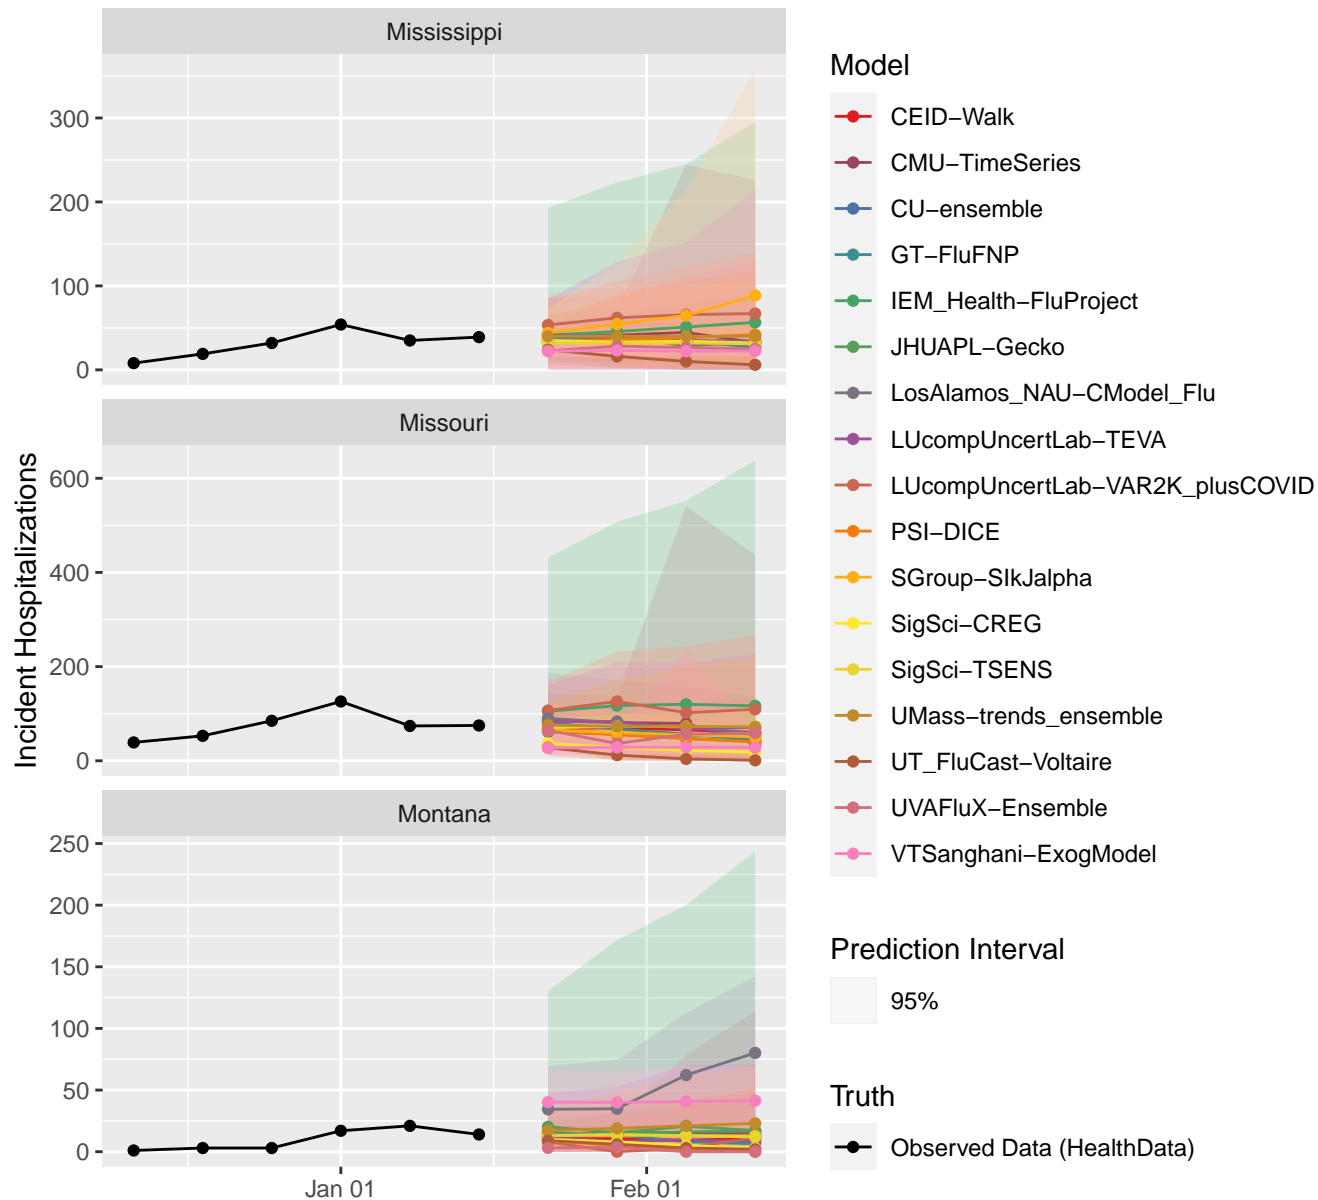 Mississippi
300
200
100
0
Missouri
600
400
200
0
Montana
250
200
150
100
50
0
Jan 01
Feb 01
Incident Hospitalizations
Model
CEID−Walk
CMU−TimeSeries
CU−ensemble
GT−FluFNP
IEM_Health−FluProject
JHUAPL−Gecko
LosAlamos_NAU−CModel_Flu
LUcompUncertLab−TEVA
LUcompUncertLab−VAR2K_plusCOVID
PSI−DICE
SGroup−SIkJalpha
SigSci−CREG
SigSci−TSENS
UMass−trends_ensemble
UT_FluCast−Voltaire
UVAFluX−Ensemble
VTSanghani−ExogModel
Prediction Interval
95%
Truth
Observed Data (HealthData)